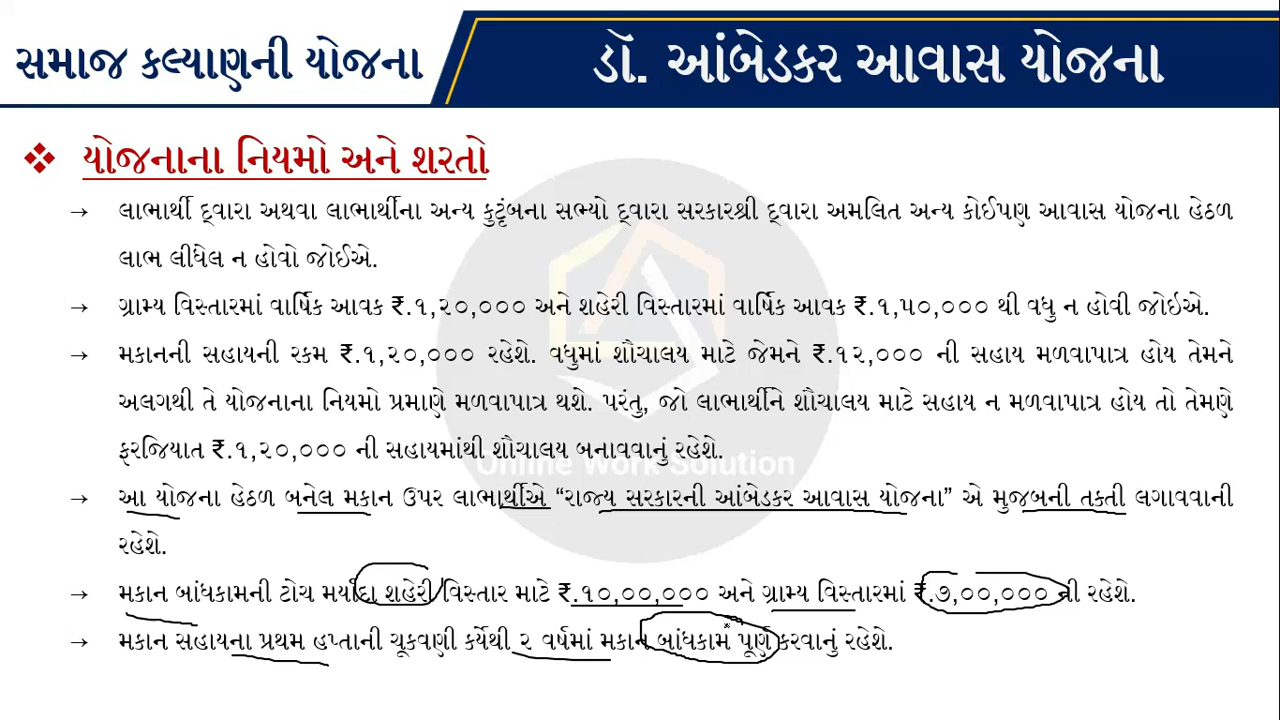 સમાજ કલ્યાણની યોજના
ડૉ. આંબેડકર આવાસ યોજના
❖ યોજનાના નિયમો અને શરતો
→ લાભાર્થી દ્વારા અથવા લાભાર્થીના અન્ય કુટુંબના સભ્યો દ્વારા સરકારશ્રી દ્વારા અમલિત અન્ય કોઈપણ આવાસ યોજના હેઠળ
લાભ લીધેલ ન હોવો જોઈએ.
→ ગ્રામ્ય વિસ્તારમાં વાર્ષિક આવક ₹.૧,૨૦,૦૦૦ અને શહેરી વિસ્તારમાં વાર્ષિક આવક ₹.૧,૫૦,૦૦૦ થી વધુ ન હોવી જોઇએ.
→ મકાનની સહાયની રકમ ₹.૧,૨૦,૦૦૦ રહેશે. વધુમાં શૌચાલય માટે જેમને ₹.૧૨,૦૦૦ ની સહાય મળવાપાત્ર હોય તેમને
અલગથી તે યોજનાના નિયમો પ્રમાણે મળવાપાત્ર થશે. પરંતુ, જો લાભાર્થીને શૌચાલય માટે સહાય ન મળવાપાત્ર હોય તો તેમણે
ફરજિયાત ₹.૧,૨૦,૦૦૦ ની સહાયમાંથી શૌચાલય બનાવવાનું રહેશે.
Online Work Solution
→ આ યોજના હેઠળ બનેલ મકાન ઉપર લાભાર્થીએ “રાજ્ય સરકારની આંબેડકર આવાસ યોજના” એ મુજબની તક્તી લગાવવાની
રહેશે.
→ મકાન બાંધકામની ટોચ મર્યાદા શહેરી વિસ્તાર માટે ₹.૧૦,૦૦,૦૦૦ અને ગ્રામ્ય વિસ્તારમાં ₹.૭,૦૦,૦૦૦ ની રહેશે.
→ મકાન સહાયના પ્રથમ હપ્તાની ચૂકવણી કર્યેથી ૨ વર્ષમાં મકાન બાંધકામ પૂર્ણ કરવાનું રહેશે.